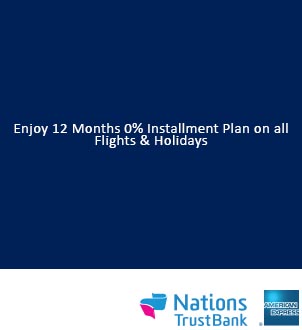 Enjoy 12 Months 0% Installment Plan on all
Flights & Holidays
Nations
TrustBank
AMERICAN
EXPRESS